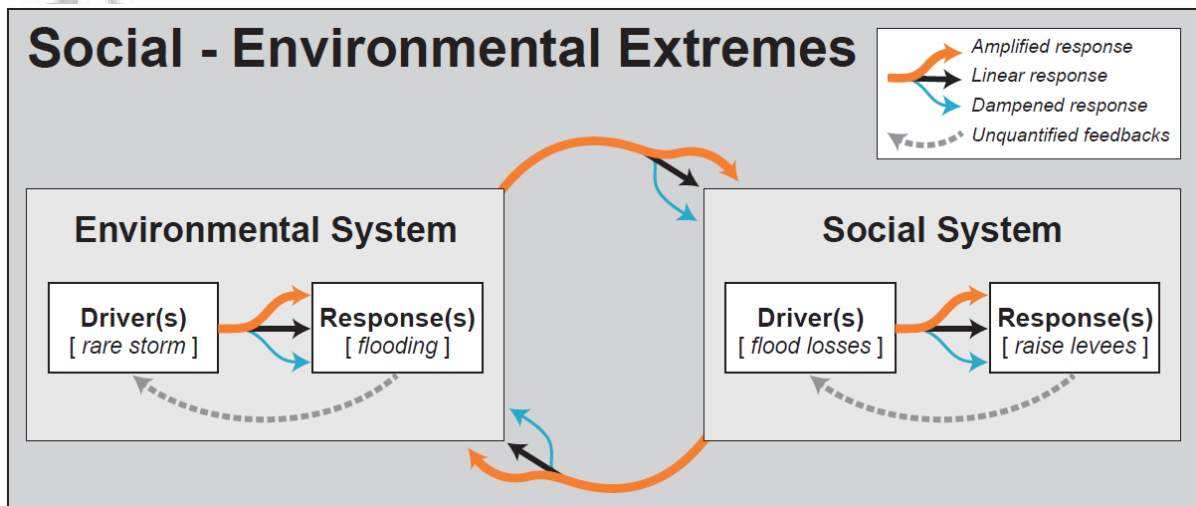 Social - Environmental Extremes
Amplified response
Linear response
Dampened response
Unquantified feedbacks
Environmental System
Driver(s)
[ rare storm ]
Response(s)
[ flooding ]
Social System
Driver(s)
[ flood losses ]
Response(s)
[ raise levees ]